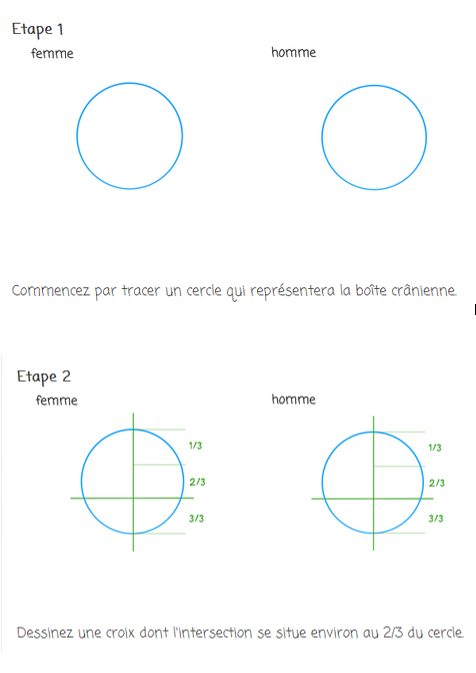 Etape 1
femme
homme
Commencez par tracer un cercle qui représentera la boîte crânienne.
Etape 2
femme
homme
1/3
1/3
2/3
2/3
3/3
3/3
Dessinez une croix dont l'intersection se situe environ au 2/3 du cercle.